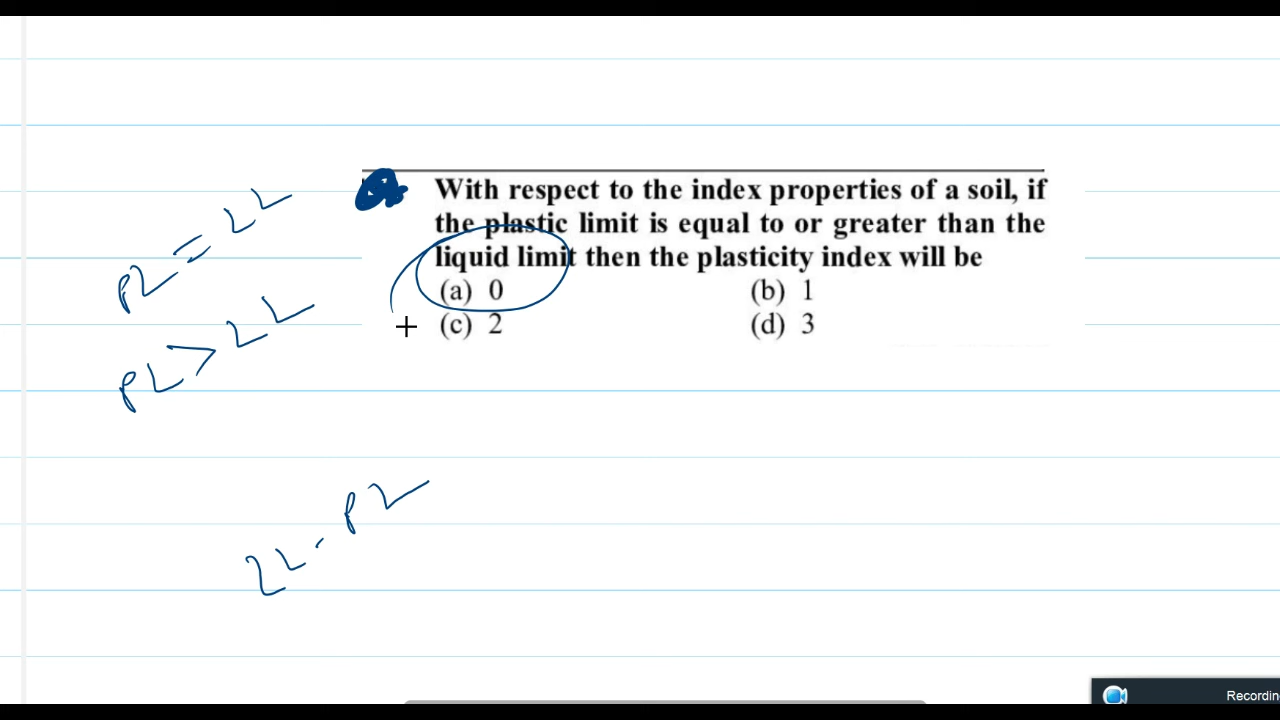 With respect to the index properties of a soil, if
the plastic limit is equal to or greater than the
liquid limit then the plasticity index will be
(a) 0 (b) 1
(c) 2 (d) 3
PL = LL
PL > LL
LL - PL
Recordin